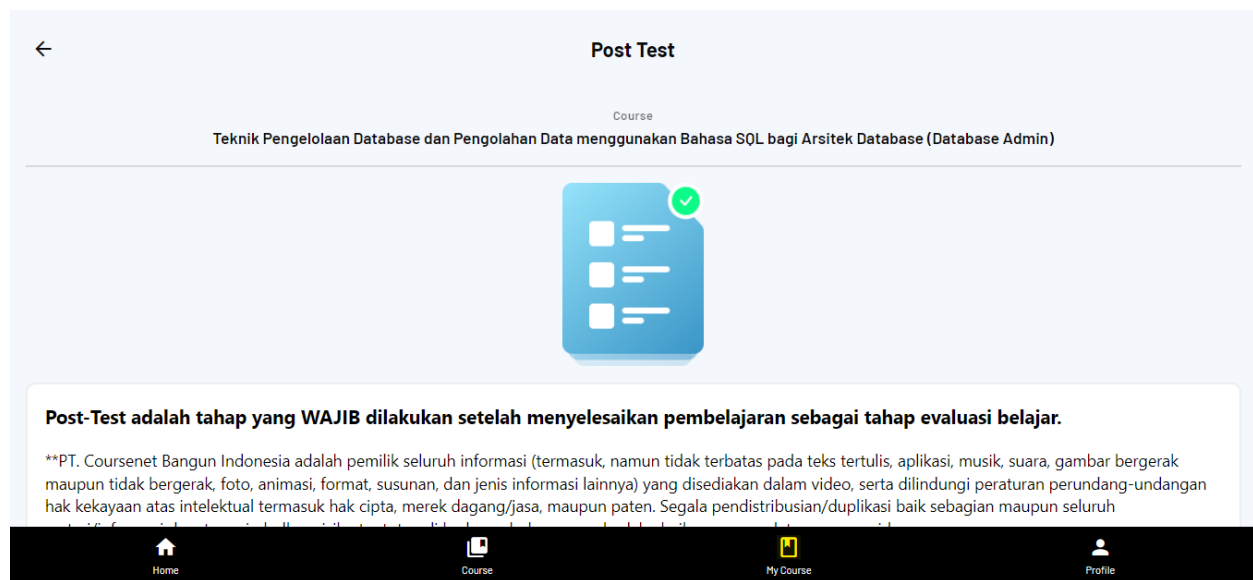 Post Test
Course
Teknik Pengelolaan Database dan Pengolahan Data menggunakan Bahasa SQL bagi Arsitek Database (Database Admin)
Post-Test adalah tahap yang WAJIB dilakukan setelah menyelesaikan pembelajaran sebagai tahap evaluasi belajar.
**PT. Coursenet Bangun Indonesia adalah pemilik seluruh informasi (termasuk, namun tidak terbatas pada teks tertulis, aplikasi, musik, suara, gambar bergerak
maupun tidak bergerak, foto, animasi, format, susunan, dan jenis informasi lainnya) yang disediakan dalam video, serta dilindungi peraturan perundang-undangan
hak kekayaan atas intelektual termasuk hak cipta, merek dagang/jasa, maupun paten. Segala pendistribusian/duplikasi baik sebagian maupun seluruh
Home
Course
My Course
Profile